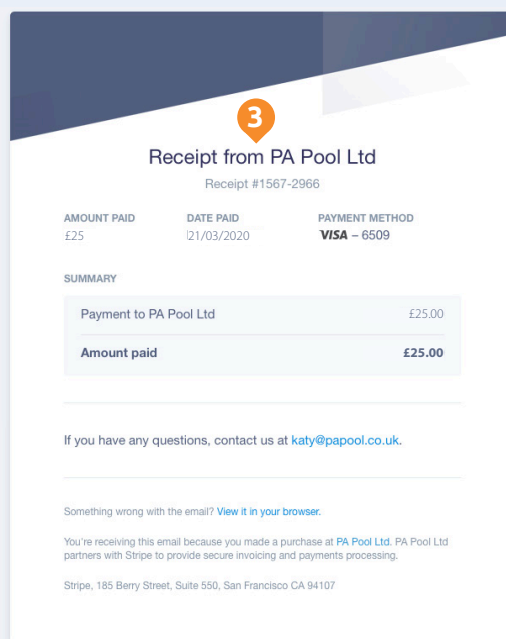 3
Receipt from PA Pool Ltd
Receipt #1567-2966
AMOUNT PAID DATE PAID PAYMENT METHOD
£25 21/03/2020 VISA – 6509
SUMMARY
Payment to PA Pool Ltd £25.00
Amount paid £25.00
If you have any questions, contact us at katy@papool.co.uk.
Something wrong with the email? View it in your browser.
You're receiving this email because you made a purchase at PA Pool Ltd. PA Pool Ltd
partners with Stripe to provide secure invoicing and payments processing.
Stripe, 185 Berry Street, Suite 550, San Francisco CA 94107